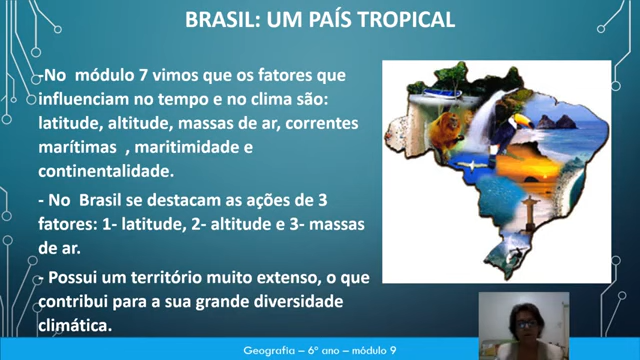 BRASIL: UM PAÍS TROPICAL
-No módulo 7 vimos que os fatores que
influenciam no tempo e no clima são:
latitude, altitude, massas de ar, correntes
marítimas , maritimidade e
continentalidade.
- No Brasil se destacam as ações de 3
fatores: 1- latitude, 2- altitude e 3- massas
de ar.
- Possui um território muito extenso, o que
contribui para a sua grande diversidade
climática.
Geografia – 6º ano – módulo 9